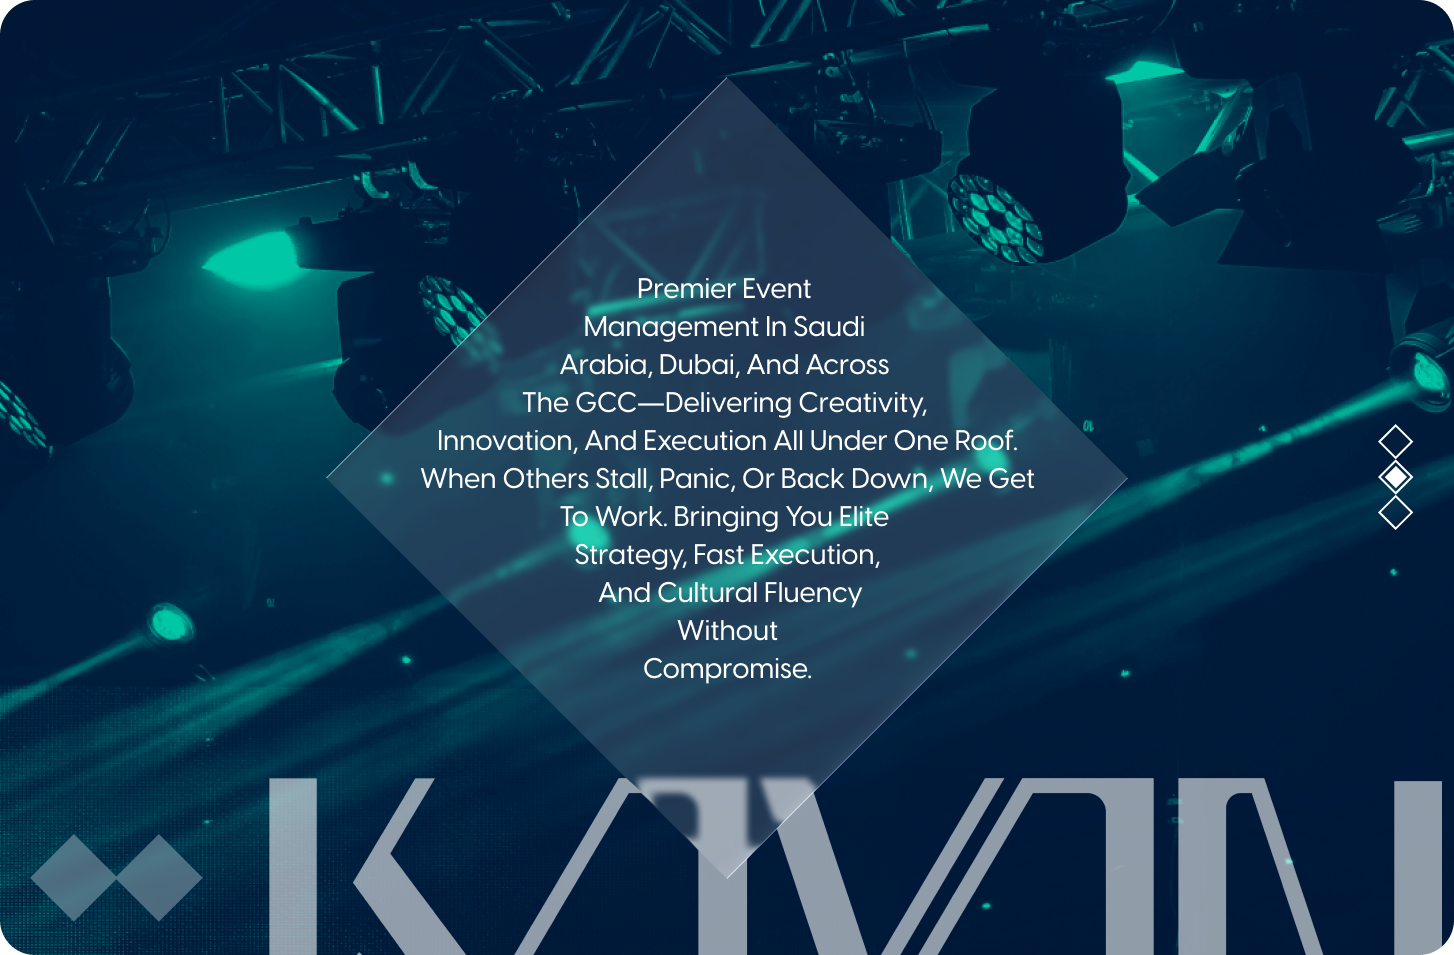 Premier Event
Management In Saudi
Arabia, Dubai, And Across
The GCC—Delivering Creativity,
Innovation, And Execution All Under One Roof.
When Others Stall, Panic, Or Back Down, We Get
To Work. Bringing You Elite
Strategy, Fast Execution,
And Cultural Fluency
Without
Compromise.